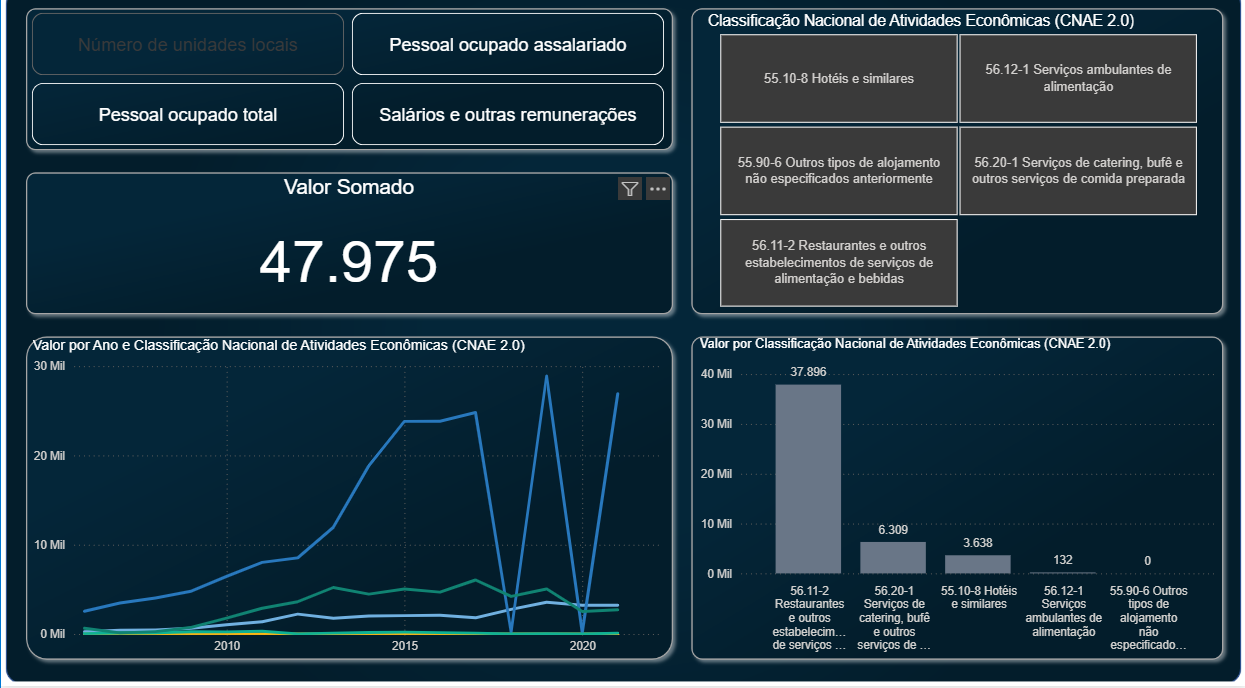 Número de unidades locais
Pessoal ocupado assalariado
Pessoal ocupado total
Salários e outras remunerações
Classificação Nacional de Atividades Econômicas (CNAE 2.0)
55.10-8 Hotéis e similares
56.12-1 Serviços ambulantes de
alimentação
55.90-6 Outros tipos de alojamento
não especificados anteriormente
56.20-1 Serviços de catering, bufê e
outros serviços de comida preparada
56.11-2 Restaurantes e outros
estabelecimentos de serviços de
alimentação e bebidas
Valor Somado
47.975
Valor por Ano e Classificação Nacional de Atividades Econômicas (CNAE 2.0)
30 Mil
20 Mil
10 Mil
0 Mil
2010
2015
2020
Valor por Classificação Nacional de Atividades Econômicas (CNAE 2.0)
40 Mil
30 Mil
20 Mil
10 Mil
0 Mil
37.896
6.309
3.638
132
0
56.11-2
Restaurantes
e outros
estabelecim...
de serviços ...
56.20-1
Serviços de
catering, bufê
e outros
serviços de ...
55.10-8 Hotéis
e similares
56.12-1
Serviços
ambulantes de
alimentação
55.90-6 Outros
tipos de
alojamento
não
especificado...